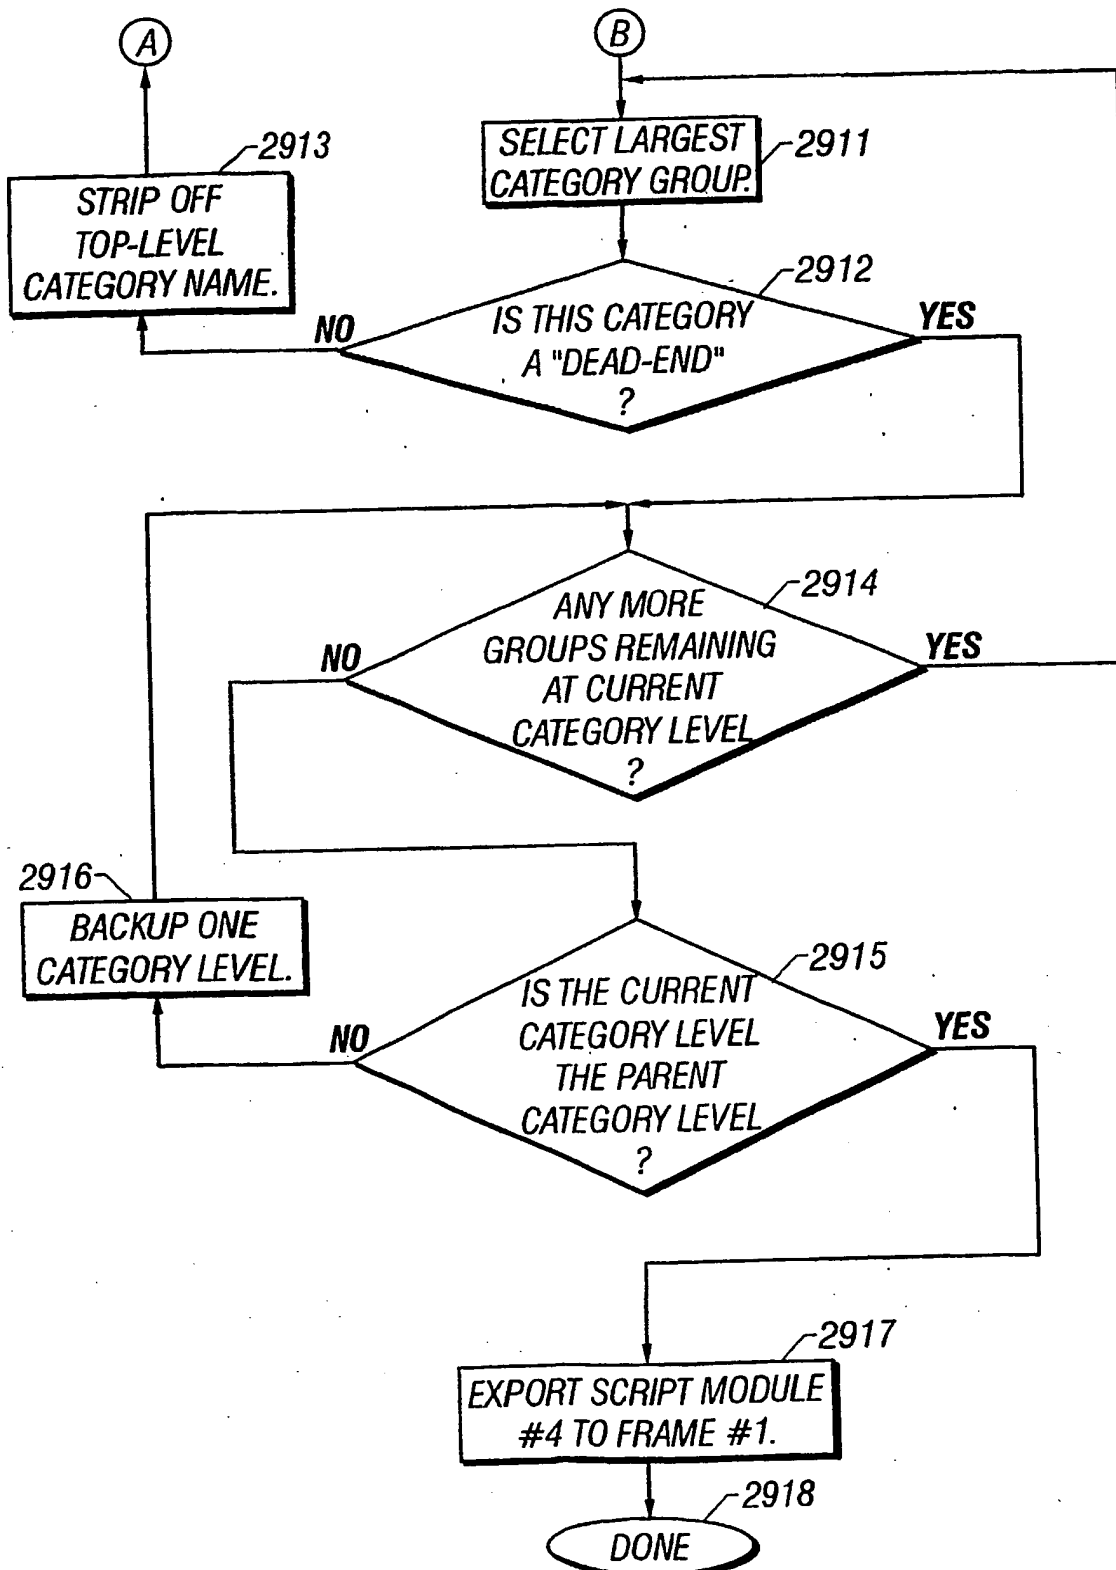 A
B
2913
STRIP OFF
TOP-LEVEL
CATEGORY NAME.
SELECT LARGEST
CATEGORY GROUP.
2911
2912
IS THIS CATEGORY
A "DEAD-END"
?
NO
YES
2914
ANY MORE
GROUPS REMAINING
AT CURRENT
CATEGORY LEVEL
?
NO
YES
2916
BACKUP ONE
CATEGORY LEVEL.
2915
IS THE CURRENT
CATEGORY LEVEL
THE PARENT
CATEGORY LEVEL
?
NO
YES
2917
EXPORT SCRIPT MODULE
#4 TO FRAME #1.
2918
DONE